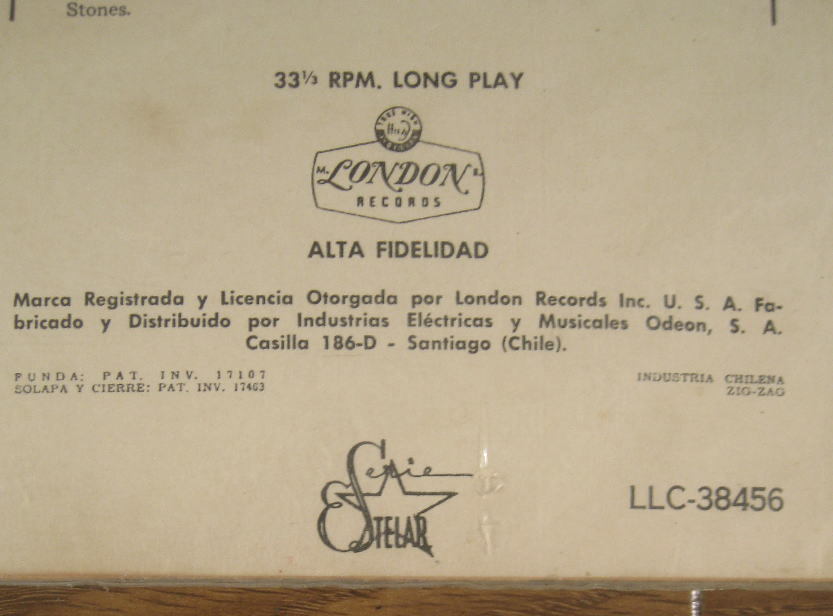 Stones.
33⅓ RPM. LONG PLAY
M. LONDON R.
RECORDS
ALTA FIDELIDAD
Marca Registrada y Licencia Otorgada por London Records Inc. U. S. A. Fa-
bricado y Distribuido por Industrias Eléctricas y Musicales Odeon, S. A.
Casilla 186-D - Santiago (Chile).
FUNDA: PAT. INV. 17107
SOLAPA Y CIERRE: PAT. INV. 17463
INDUSTRIA CHILENA
ZIG-ZAG
Serie
ESTELAR
LLC-38456